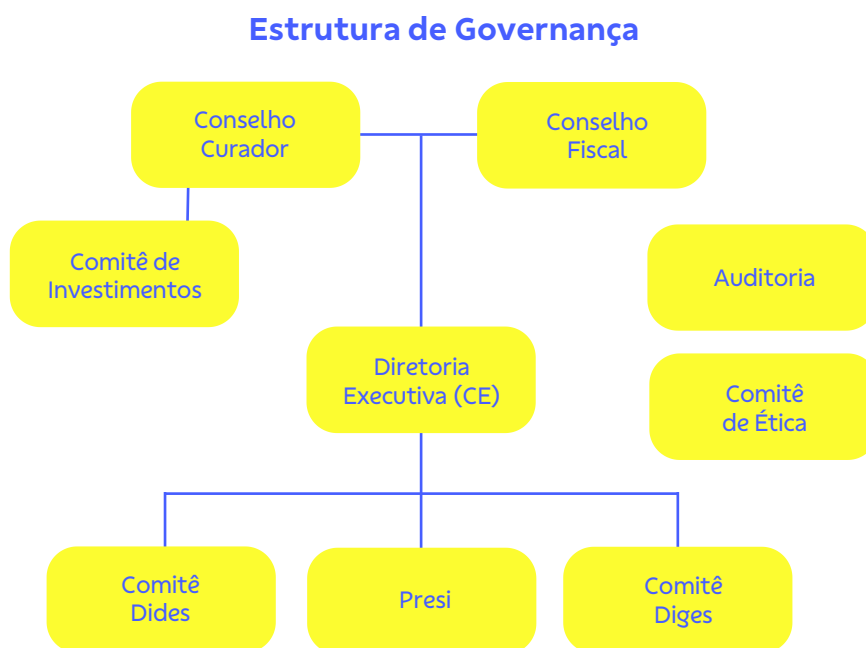 Estrutura de Governança
Conselho
Curador
Conselho
Fiscal
Comitê de
Investimentos
Auditoria
Diretoria
Executiva (CE)
Comitê
de Ética
Comitê
Dides
Presi
Comitê
Diges